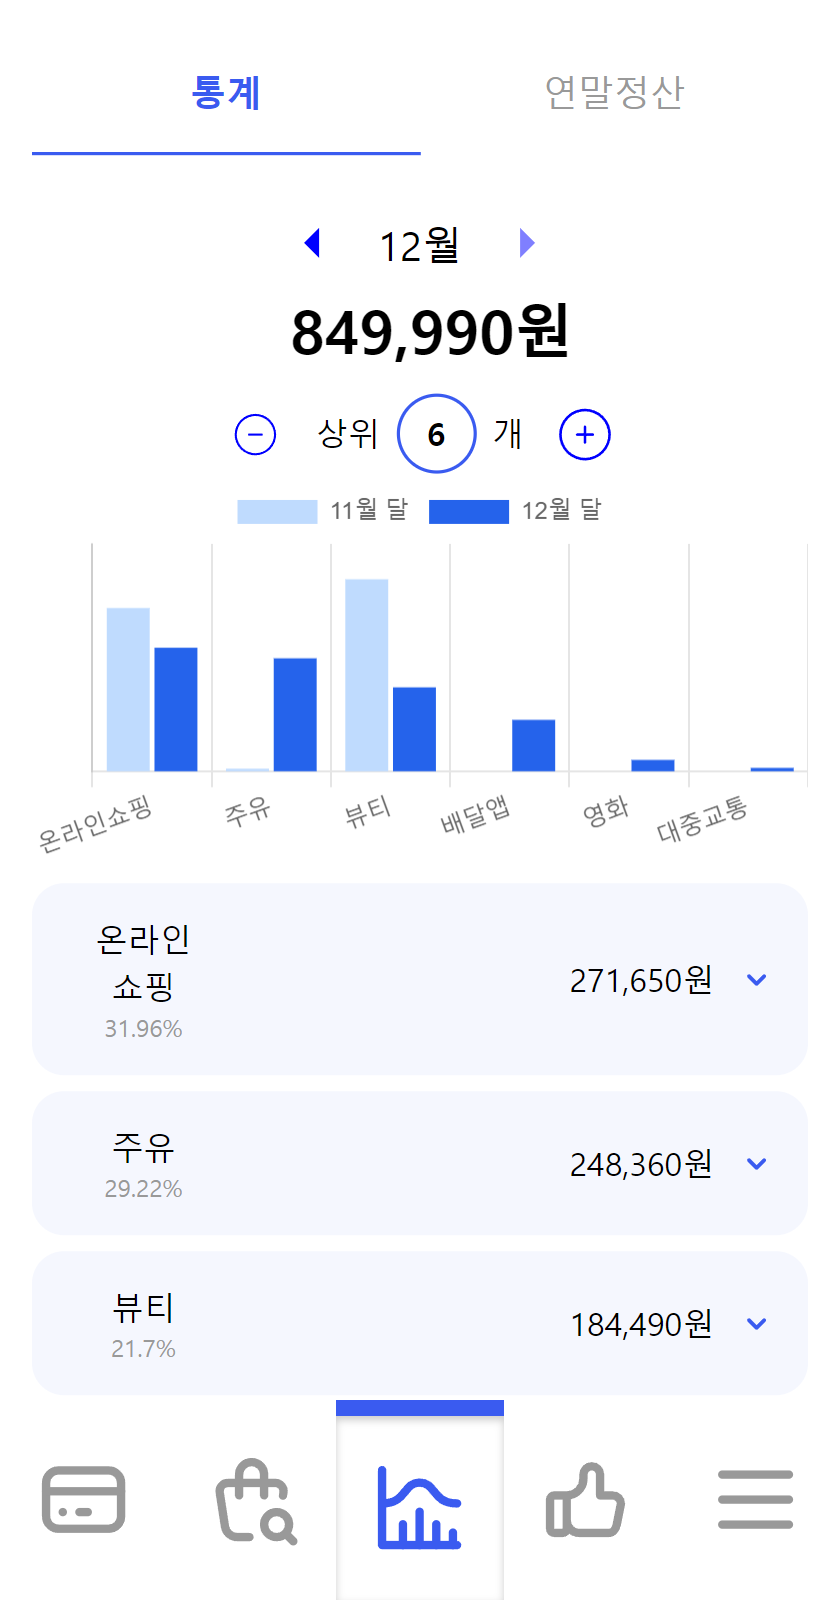 통계
연말정산
12월
849,990원
상위 6 개
11월 달
12월 달
온라인쇼핑
주유
뷰티
배달앱
영화
대중교통
온라인
쇼핑
31.96%
271,650원
주유
29.22%
248,360원
뷰티
21.7%
184,490원